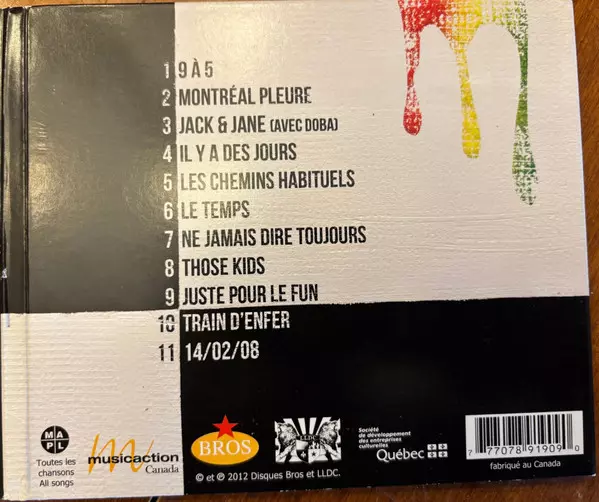 1 9 À 5
2 MONTRÉAL PLEURE
3 JACK & JANE (AVEC DOBA)
4 IL Y A DES JOURS
5 LES CHEMINS HABITUELS
6 LE TEMPS
7 NE JAMAIS DIRE TOUJOURS
8 THOSE KIDS
9 JUSTE POUR LE FUN
10 TRAIN D'ENFER
11 14/02/08
M A
P L
Toutes les
chansons
All songs
musicaction
Canada
BROS
LLDC
© et ℗ 2012 Disques Bros et LLDC.
Société
de développement
des entreprises
culturelles
Québec
7 77078 91909 0
fabriqué au Canada